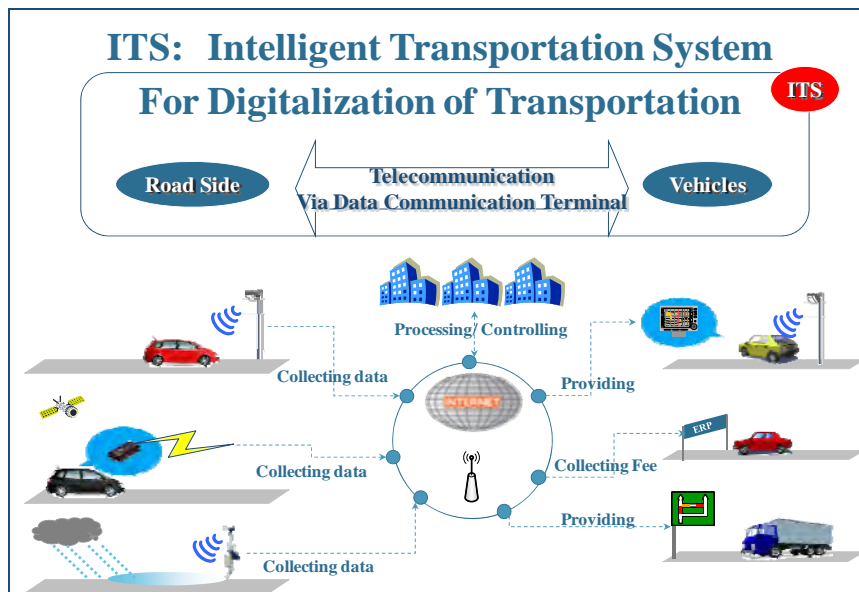 ITS: Intelligent Transportation System
For Digitalization of Transportation
ITS
Road Side
Telecommunication
Via Data Communication Terminal
Vehicles
Processing/ Controlling
Collecting data
Providing
INTERNET
Collecting data
ERP
Collecting Fee
Providing
Collecting data